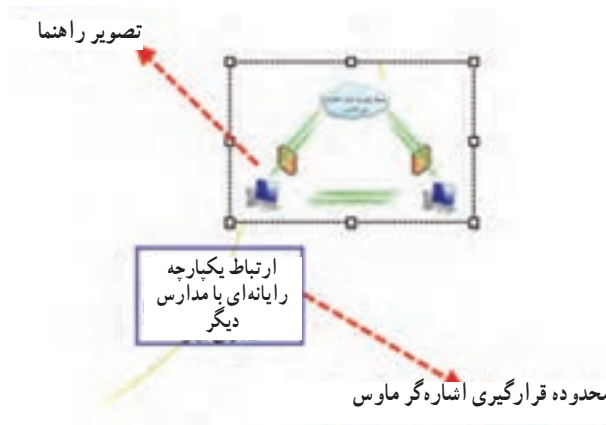 تصویر راهنما
ارتباط یکپارچه
رایانه‌ای با مدارس
دیگر
محدوده قرارگیری اشاره‌گر ماوس